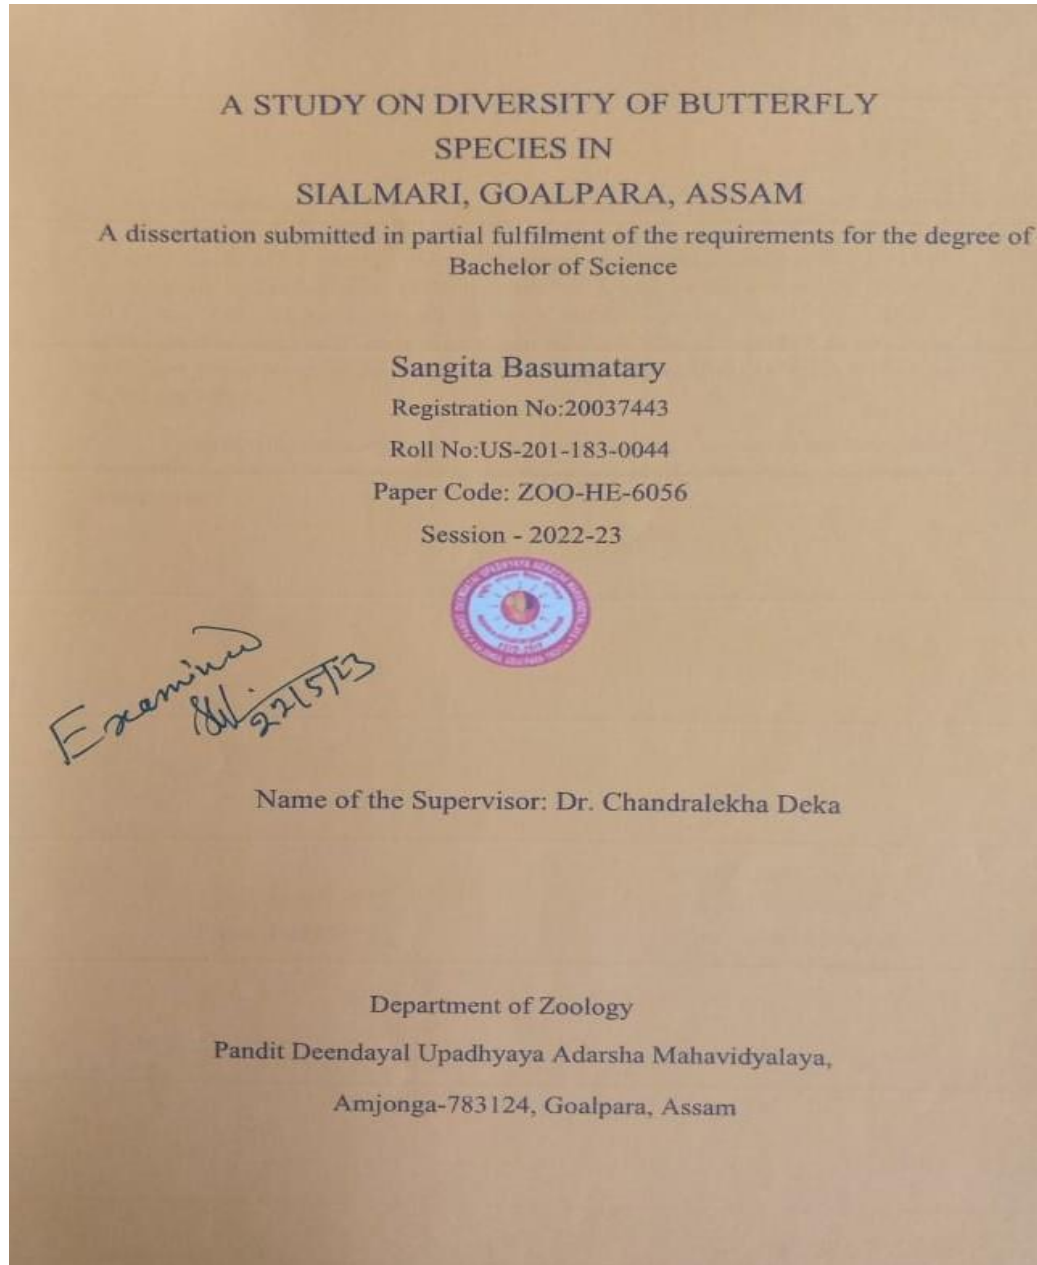 A STUDY ON DIVERSITY OF BUTTERFLY
SPECIES IN
SIALMARI, GOALPARA, ASSAM
A dissertation submitted in partial fulfilment of the requirements for the degree of
Bachelor of Science
Sangita Basumatary
Registration No:20037443
Roll No:US-201-183-0044
Paper Code: ZOO-HE-6056
Session - 2022-23
Examined
22/5/23
Name of the Supervisor: Dr. Chandralekha Deka
Department of Zoology
Pandit Deendayal Upadhyaya Adarsha Mahavidyalaya,
Amjonga-783124, Goalpara, Assam